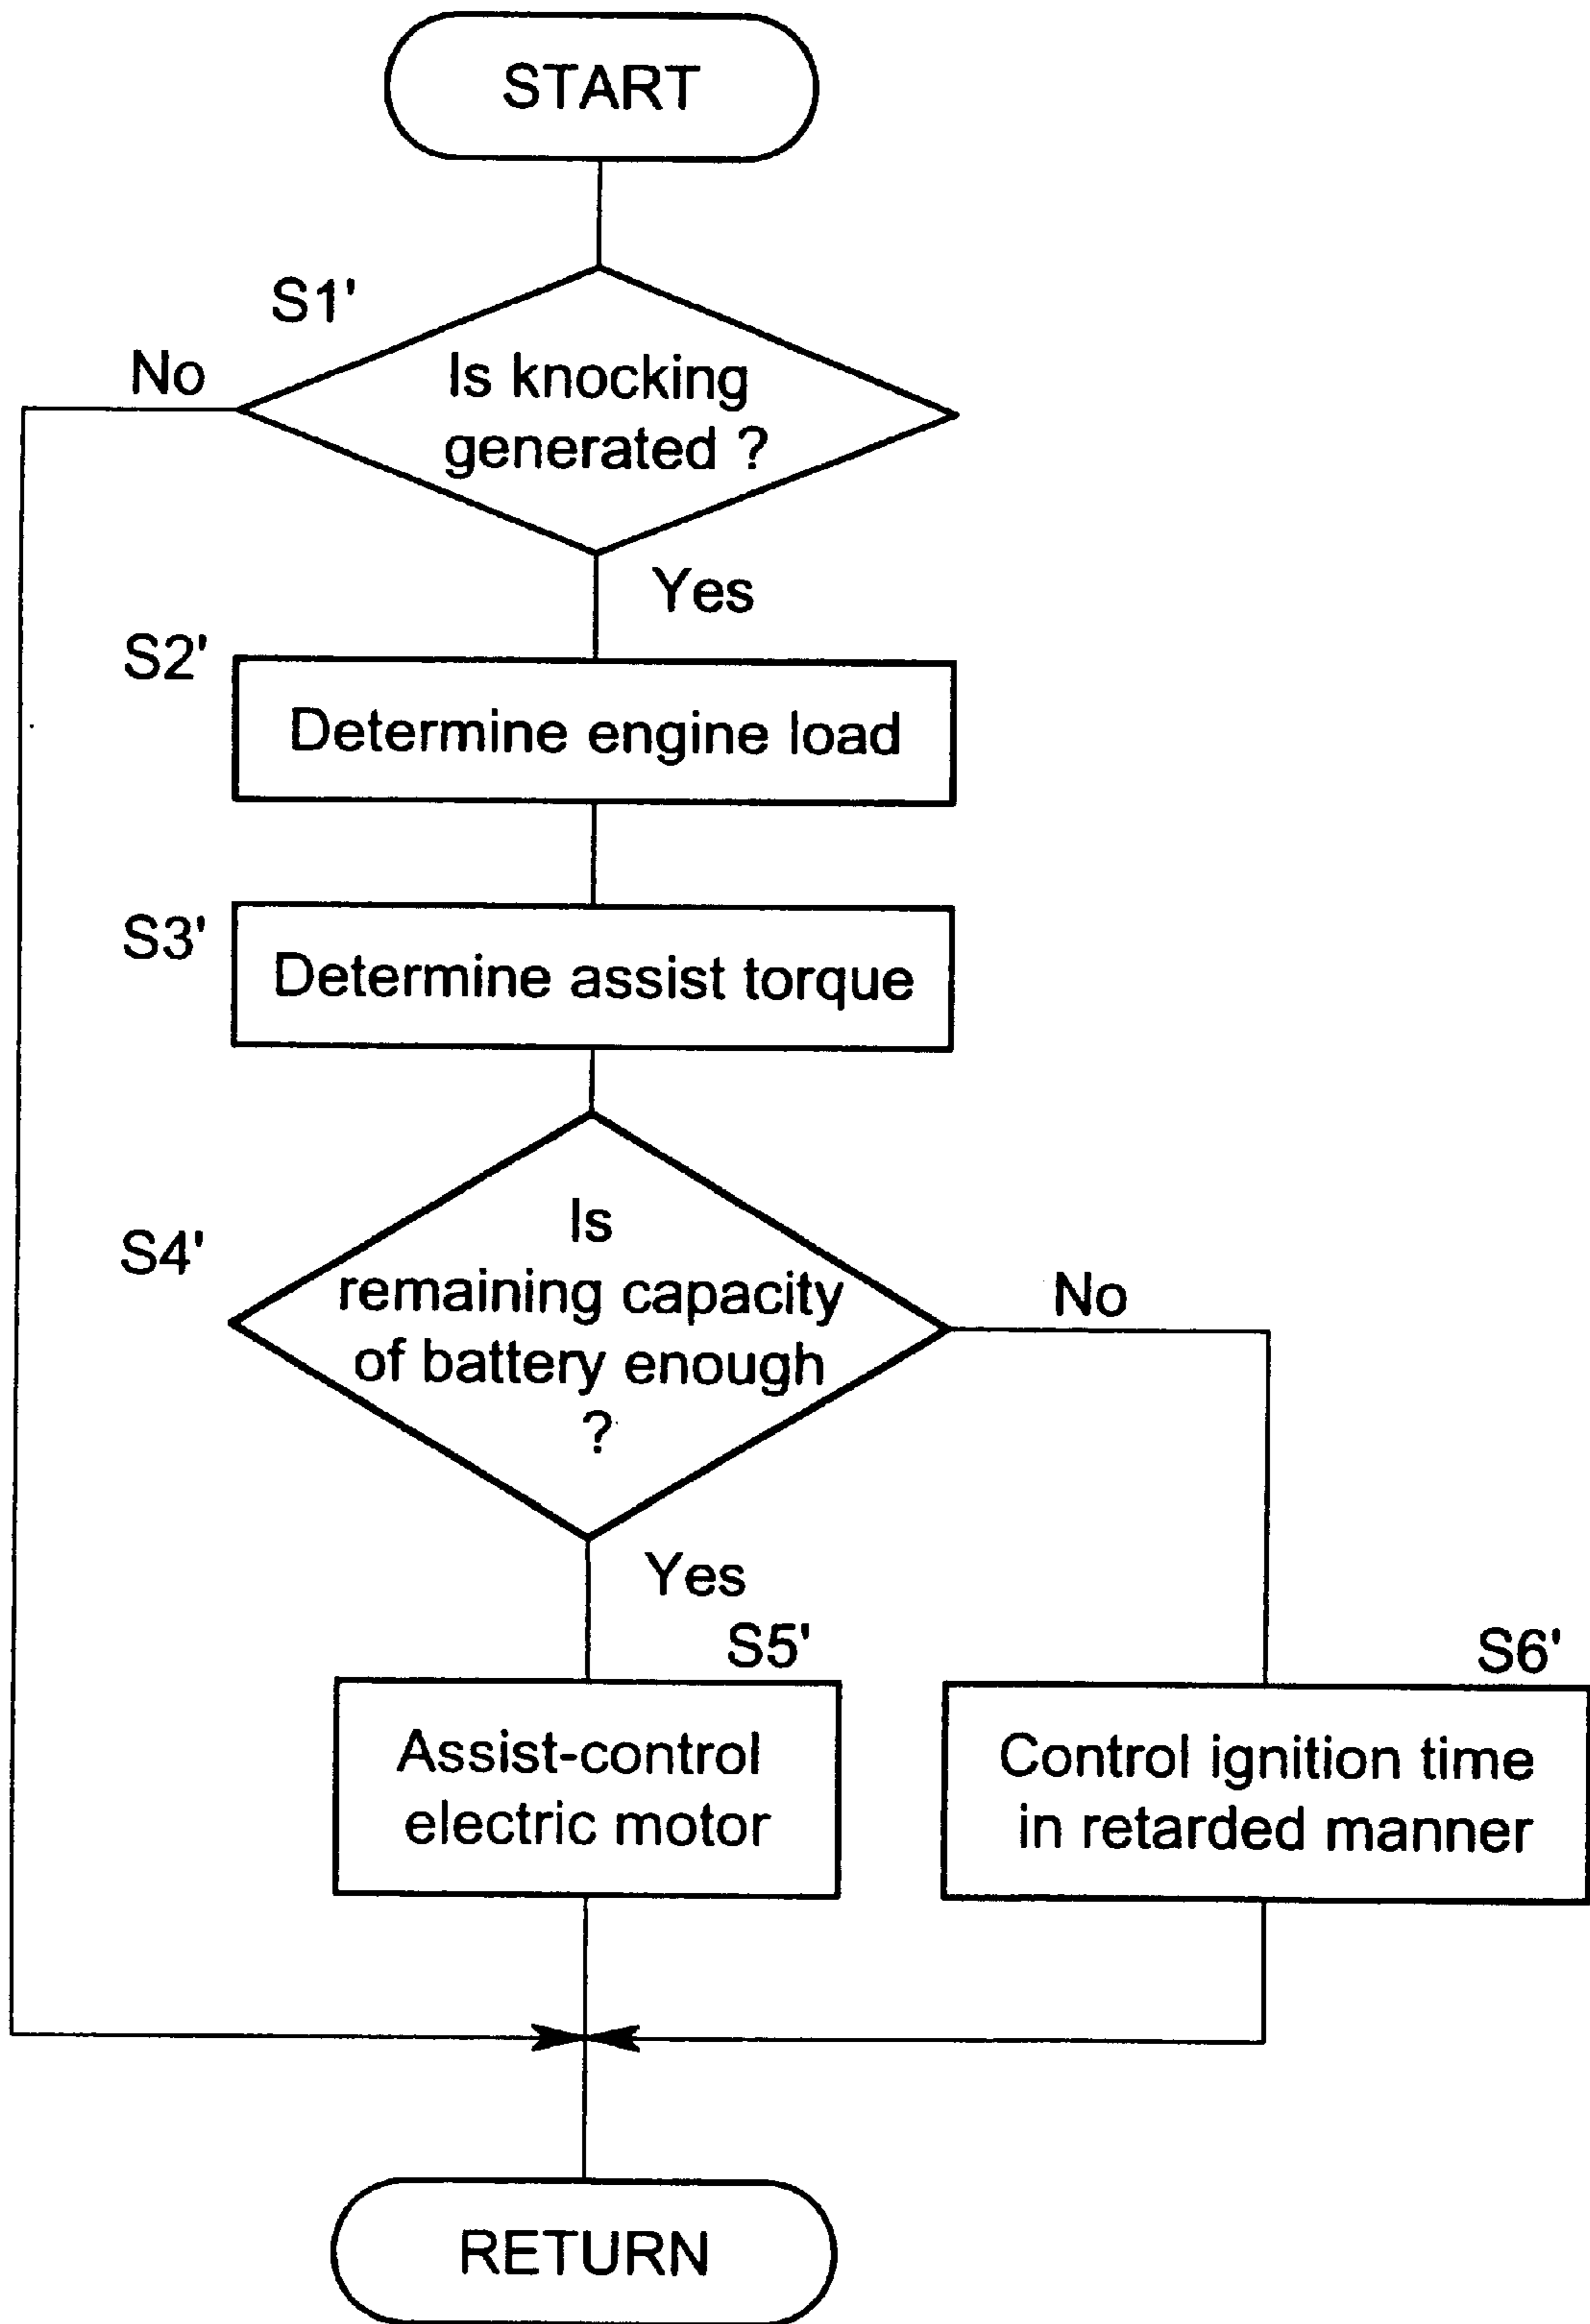 START
S1'
No
Is knocking
generated ?
Yes
S2'
Determine engine load
S3'
Determine assist torque
S4'
Is
remaining capacity
of battery enough
?
No
Yes
S5'
S6'
Assist-control
electric motor
Control ignition time
in retarded manner
RETURN